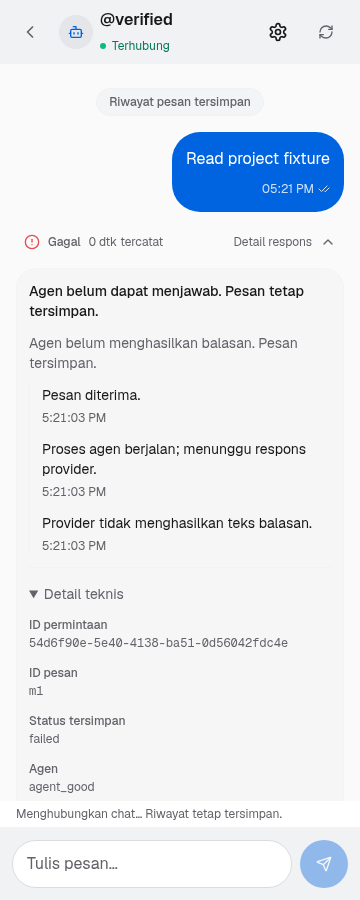 @verified
Terhubung
Riwayat pesan tersimpan
Read project fixture
05:21 PM
Gagal 0 dtk tercatat Detail respons
Agen belum dapat menjawab. Pesan tetap
tersimpan.
Agen belum menghasilkan balasan. Pesan
tersimpan.
Pesan diterima.
5:21:03 PM
Proses agen berjalan; menunggu respons
provider.
5:21:03 PM
Provider tidak menghasilkan teks balasan.
5:21:03 PM
▼ Detail teknis
ID permintaan
54d6f90e-5e40-4138-ba51-0d56042fdc4e
ID pesan
m1
Status tersimpan
failed
Agen
agent_good
Menghubungkan chat… Riwayat tetap tersimpan.
Tulis pesan…